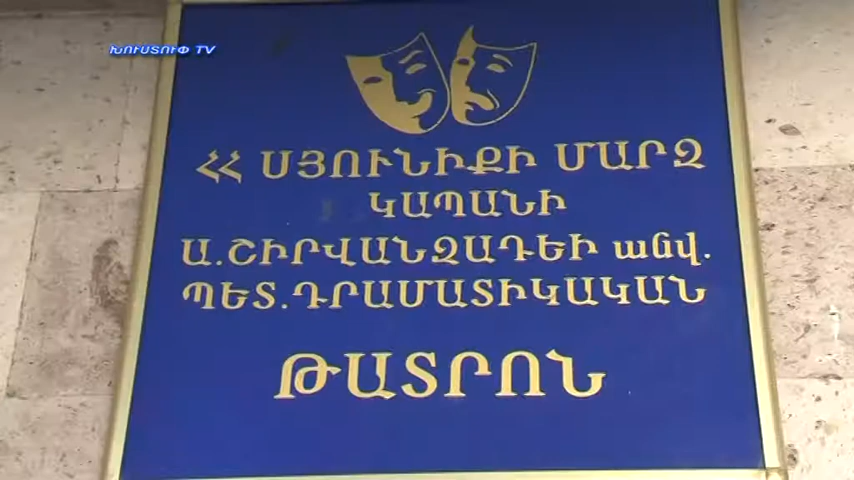 ԽՈՒՍՏՈՒՓ TV
ՀՀ ՍՅՈՒՆԻՔԻ ՄԱՐԶ
ԿԱՊԱՆԻ
Ա.ՇԻՐՎԱՆԶԱԴԵԻ անվ.
ՊԵՏ.ԴՐԱՄԱՏԻԿԱԿԱՆ
ԹԱՏՐՈՆ